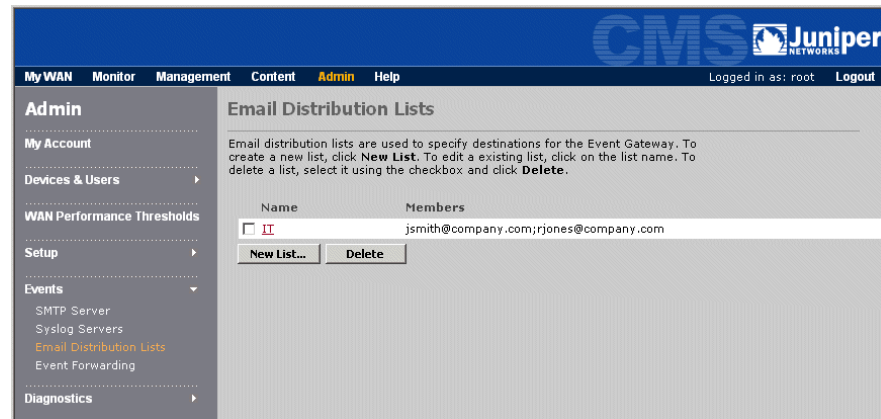 CMS Juniper NETWORKS
My WAN Monitor Management Content Admin Help Logged in as: root Logout
Admin
My Account
Devices & Users
WAN Performance Thresholds
Setup
Events
SMTP Server
Syslog Servers
Email Distribution Lists
Event Forwarding
Diagnostics
Email Distribution Lists
Email distribution lists are used to specify destinations for the Event Gateway. To
create a new list, click New List. To edit a existing list, click on the list name. To
delete a list, select it using the checkbox and click Delete.
Name Members
IT jsmith@company.com;rjones@company.com
New List... Delete